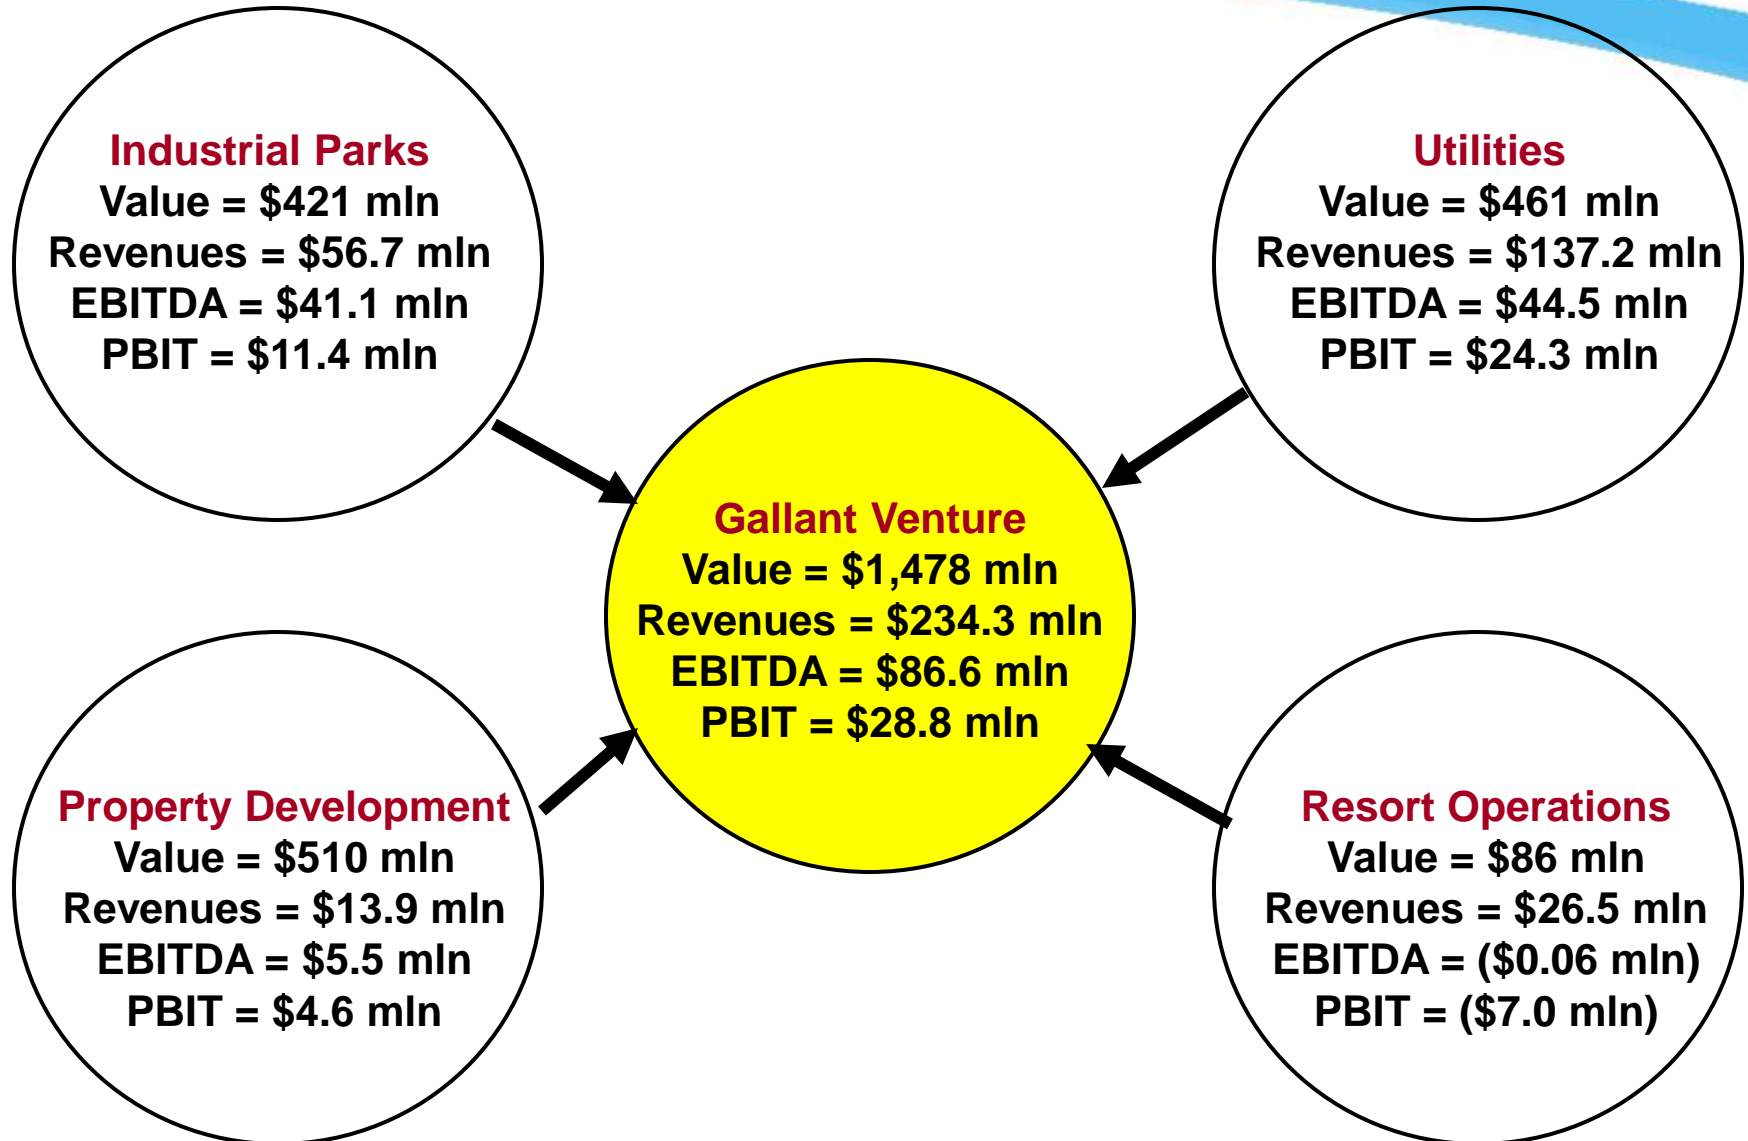 Industrial Parks
Value = $421 mln
Revenues = $56.7 mln
EBITDA = $41.1 mln
PBIT = $11.4 mln
Utilities
Value = $461 mln
Revenues = $137.2 mln
EBITDA = $44.5 mln
PBIT = $24.3 mln
Gallant Venture
Value = $1,478 mln
Revenues = $234.3 mln
EBITDA = $86.6 mln
PBIT = $28.8 mln
Property Development
Value = $510 mln
Revenues = $13.9 mln
EBITDA = $5.5 mln
PBIT = $4.6 mln
Resort Operations
Value = $86 mln
Revenues = $26.5 mln
EBITDA = ($0.06 mln)
PBIT = ($7.0 mln)